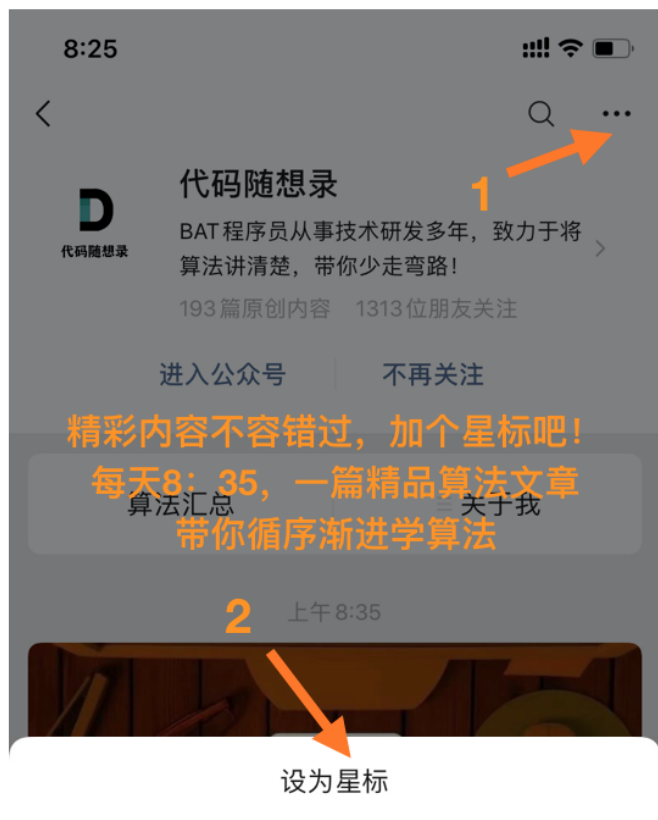 8:25
1
代码随想录
BAT程序员从事技术研发多年，致力于将
算法讲清楚，带你少走弯路！
193篇原创内容 1313位朋友关注
D
代码随想录
进入公众号 不再关注
精彩内容不容错过，加个星标吧！
每天8：35，一篇精品算法文章
算法汇总 关于我
带你循序渐进学算法
2
上午8:35
设为星标